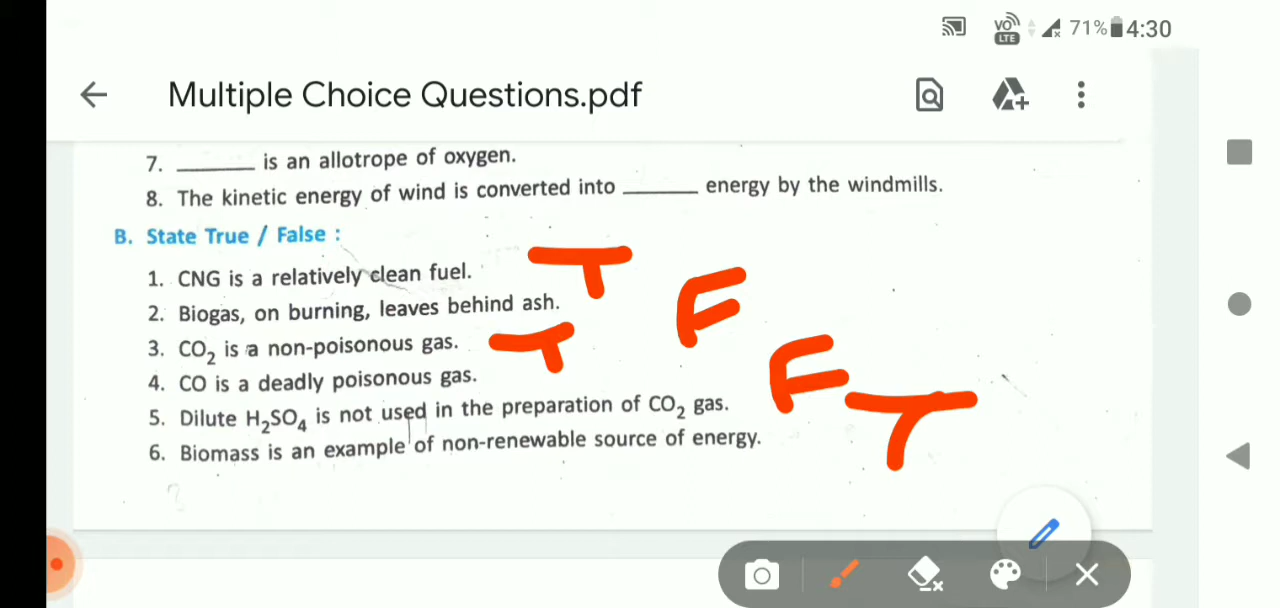 VO LTE 71% 4:30
Multiple Choice Questions.pdf
7. ______ is an allotrope of oxygen.
8. The kinetic energy of wind is converted into ______ energy by the windmills.
B. State True / False :
1. CNG is a relatively clean fuel. T
2. Biogas, on burning, leaves behind ash. F
3. CO₂ is a non-poisonous gas. T
4. CO is a deadly poisonous gas. F
5. Dilute H₂SO₄ is not used in the preparation of CO₂ gas. T
6. Biomass is an example of non-renewable source of energy.